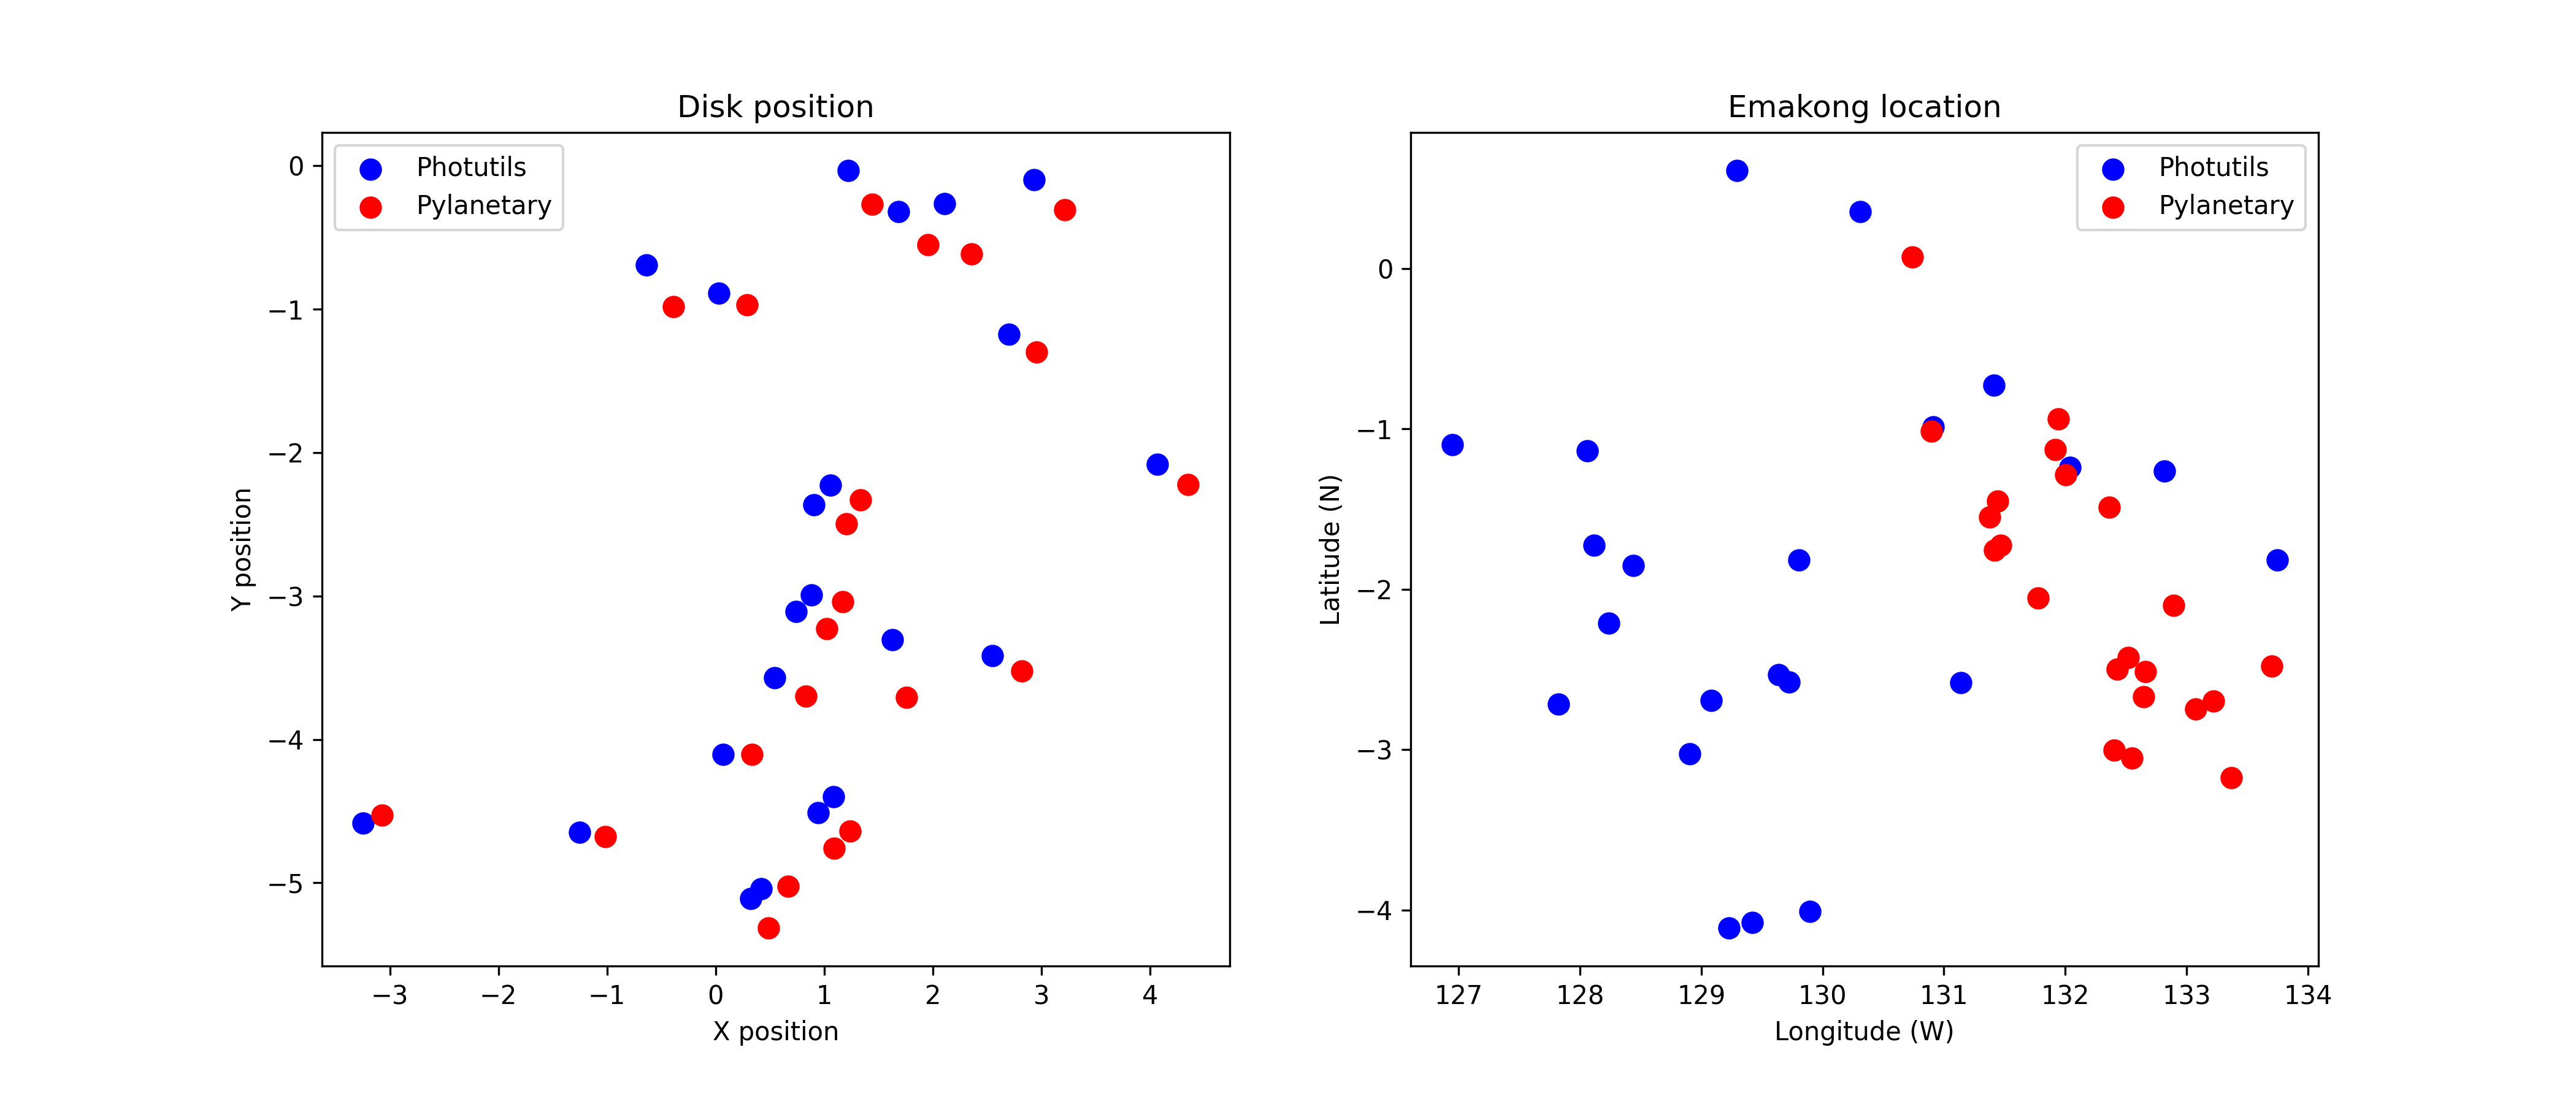 Disk position
Photutils
Pylanetary
0
−1
−2
−3
−4
−5
Y position
−3 −2 −1 0 1 2 3 4
X position
Emakong location
Photutils
Pylanetary
0
−1
−2
−3
−4
Latitude (N)
127 128 129 130 131 132 133 134
Longitude (W)